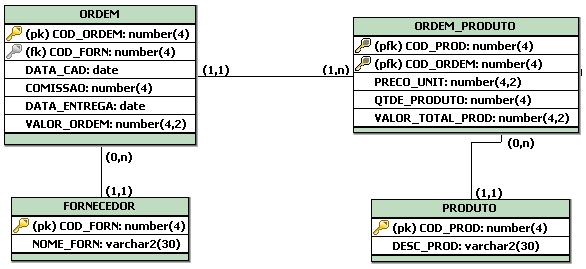 ORDEM
(pk) COD_ORDEM: number(4)
(fk) COD_FORN: number(4)
DATA_CAD: date
COMISSAO: number(4)
DATA_ENTREGA: date
VALOR_ORDEM: number(4,2)
(1,1)
(1,n)
ORDEM_PRODUTO
(pfk) COD_PROD: number(4)
(pfk) COD_ORDEM: number(4)
PRECO_UNIT: number(4,2)
QTDE_PRODUTO: number(4)
VALOR_TOTAL_PROD: number(4,2)
(0,n)
(1,1)
FORNECEDOR
(pk) COD_FORN: number(4)
NOME_FORN: varchar2(30)
(0,n)
(1,1)
PRODUTO
(pk) COD_PROD: number(4)
DESC_PROD: varchar2(30)